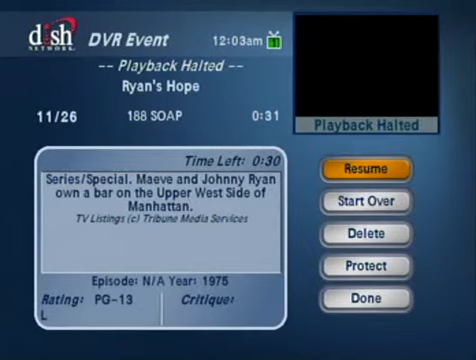 dish
NETWORK
DVR Event
12:03am
1
-- Playback Halted --
Ryan's Hope
11/26 188 SOAP 0:31
Playback Halted
Time Left: 0:30
Series/Special. Maeve and Johnny Ryan
own a bar on the Upper West Side of
Manhattan.
TV Listings (c) Tribune Media Services
Episode: N/A Year: 1975
Rating: PG-13 Critique:
L
Resume
Start Over
Delete
Protect
Done